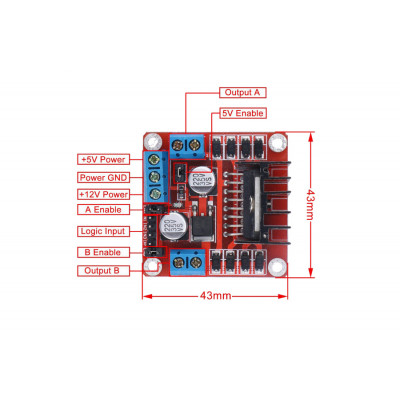 Output A
5V Enable
+5V Power
Power GND
+12V Power
A Enable
Logic Input
B Enable
Output B
43mm
43mm